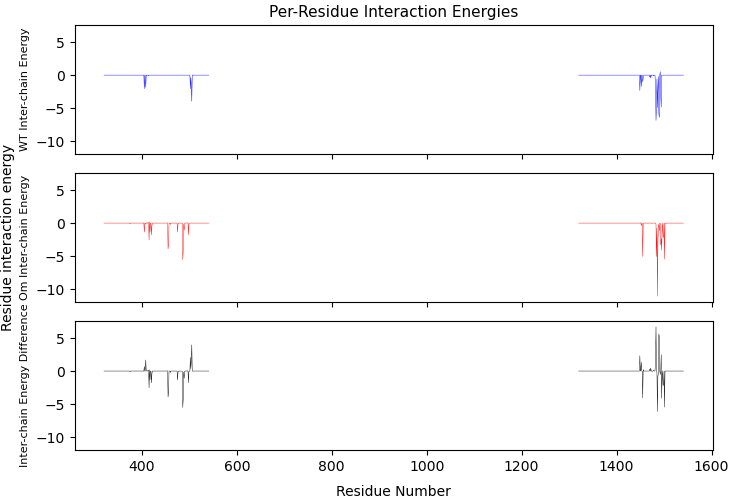 Per-Residue Interaction Energies
Residue interaction energy
WT Inter-chain Energy
5
0
−5
−10
Om Inter-chain Energy
5
0
−5
−10
Inter-chain Energy Difference
5
0
−5
−10
400 600 800 1000 1200 1400 1600
Residue Number